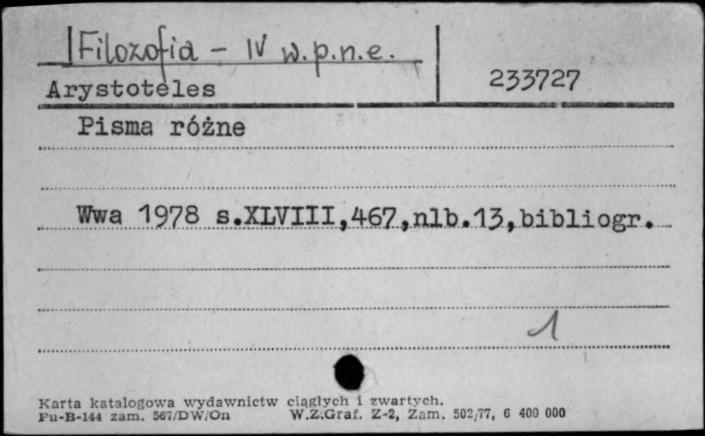 Filozofia - IV w.p.n.e.
Arystoteles 233727
Pisma różne
Wwa 1978 s.XLVIII,467,nlb.13,bibliogr.
1
Karta katalogowa wydawnictw ciągłych i zwartych.
Pu-B-144 zam. 567/DW/On W.Z.Graf. Z-2, Zam. 502/77, 6 400 000